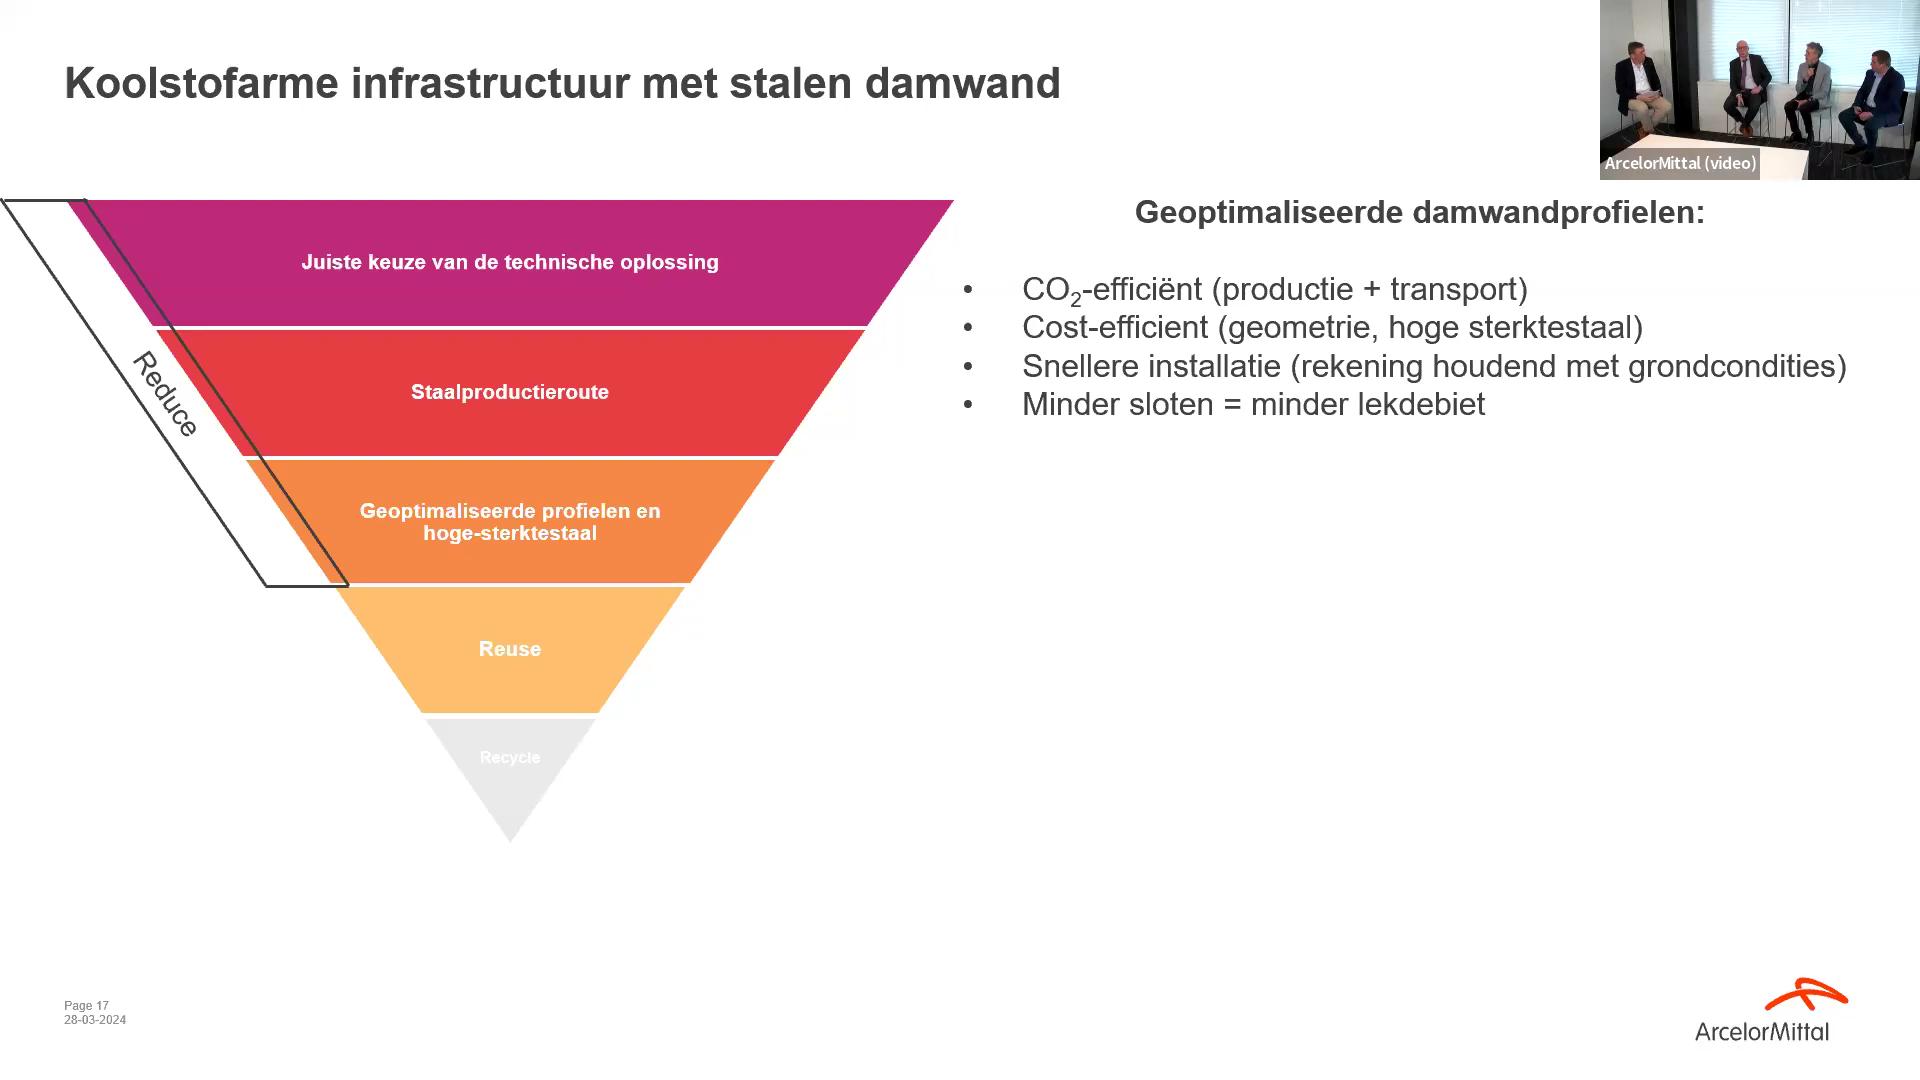 Koolstofarme infrastructuur met stalen damwand
ArcelorMittal (video)
Juiste keuze van de technische oplossing
Staalproductieroute
Geoptimaliseerde profielen en
hoge-sterktestaal
Reuse
Recycle
Reduce
Geoptimaliseerde damwandprofielen:
• CO₂-efficiënt (productie + transport)
• Cost-efficient (geometrie, hoge sterktestaal)
• Snellere installatie (rekening houdend met grondcondities)
• Minder sloten = minder lekdebiet
Page 17
28-03-2024
ArcelorMittal